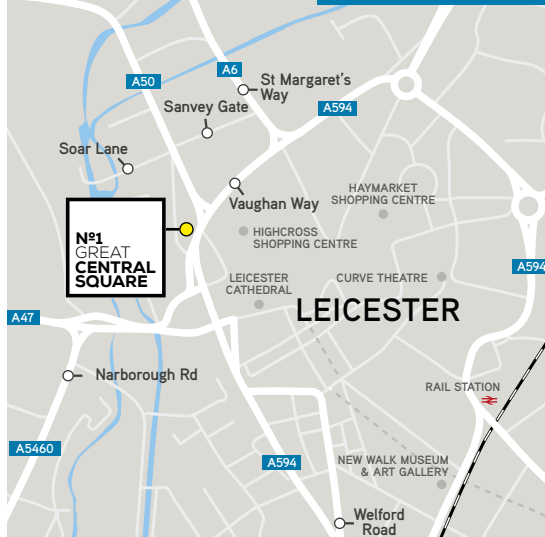 A50
A6
St Margaret's
Way
Sanvey Gate
A594
Soar Lane
Vaughan Way
HAYMARKET
SHOPPING CENTRE
Nº1
GREAT
CENTRAL
SQUARE
HIGHCROSS
SHOPPING CENTRE
A594
LEICESTER
CATHEDRAL
CURVE THEATRE
LEICESTER
A47
Narborough Rd
RAIL STATION
A5460
A594
NEW WALK MUSEUM
& ART GALLERY
Welford
Road